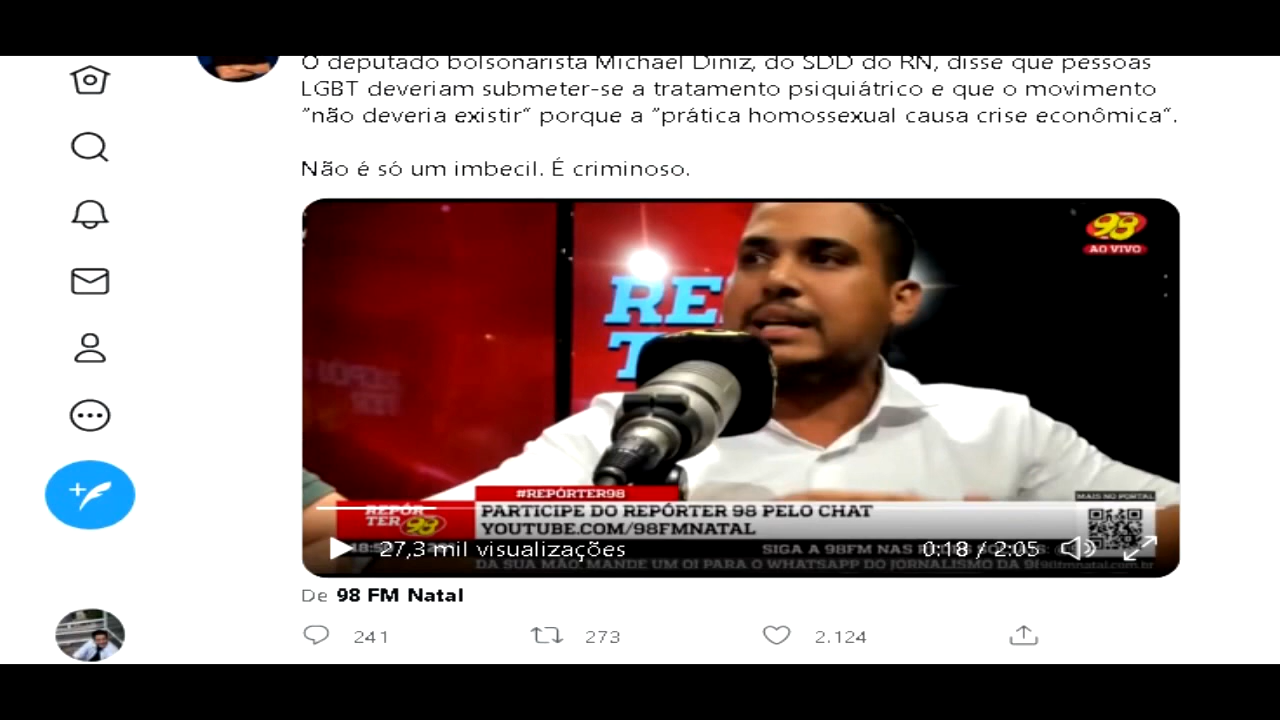 O deputado bolsonarista Michael Diniz, do SDD do RN, disse que pessoas
LGBT deveriam submeter-se a tratamento psiquiátrico e que o movimento
"não deveria existir" porque a "prática homossexual causa crise econômica".
Não é só um imbecil. É criminoso.
98
AO VIVO
RE
T
#REPÓRTER98
MAIS NO PORTAL
REPÓR
TER 98
PARTICIPE DO REPÓRTER 98 PELO CHAT
YOUTUBE.COM/98FMNATAL
27,3 mil visualizações
0:18 / 2:05
SIGA A 98FM NAS
DA SUA MÃO. MANDE UM OI PARA O WHATSAPP DO JORNALISMO DA
98fmnatal.com.br
De 98 FM Natal
241
273
2.124